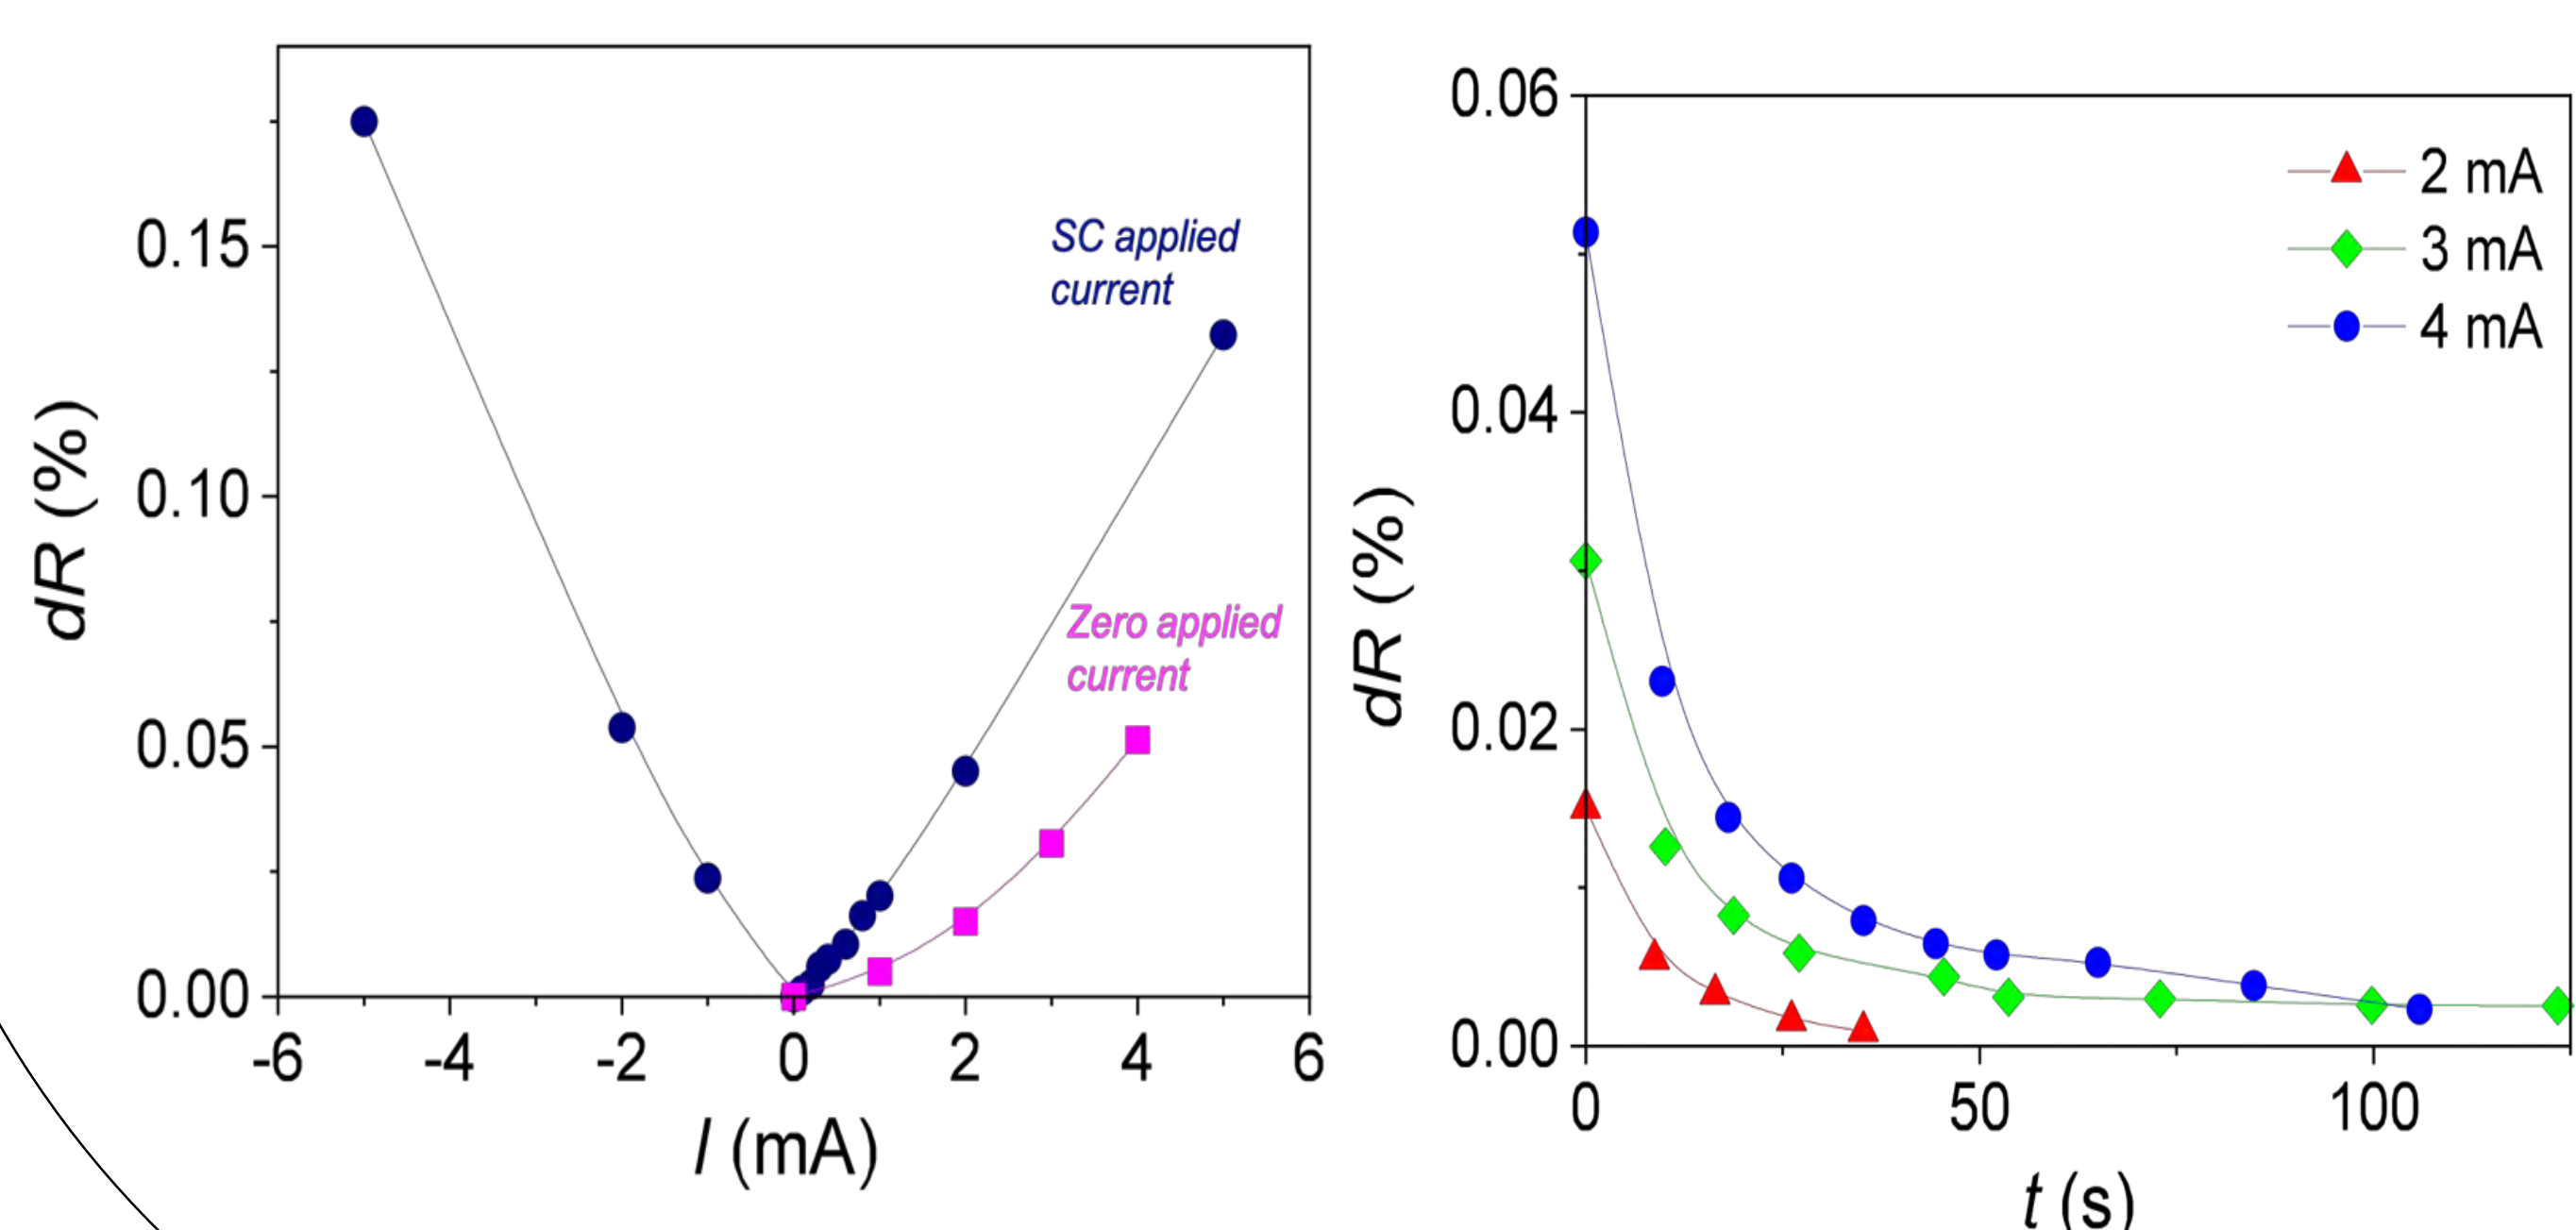 dR (%)
0.15
0.10
0.05
0.00
-6 -4 -2 0 2 4 6
I (mA)
SC applied
current
Zero applied
current
dR (%)
0.06
0.04
0.02
0.00
0 50 100
t (s)
2 mA
3 mA
4 mA